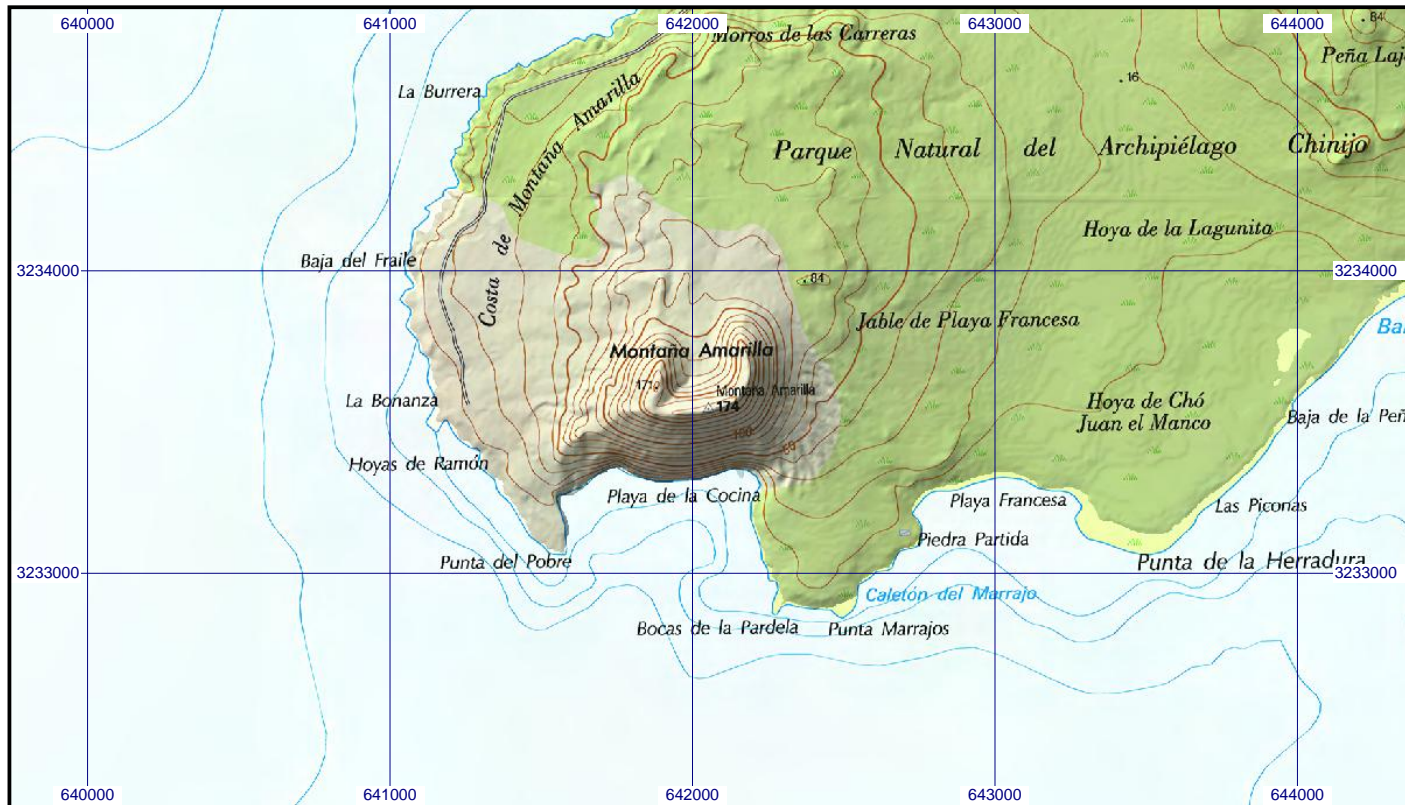 640000
641000
642000
643000
644000
84
Morros de las Carreras
Peña Laj
16
La Burrera
Costa de Montaña Amarilla
Parque Natural del Archipiélago Chinijo
Hoya de la Lagunita
Baja del Fraile
3234000
3234000
84
Jable de Playa Francesa
Montaña Amarilla
171
Montaña Amarilla
174
La Bonanza
Hoya de Chó
Juan el Manco
Baja de la Peñ
100
Hoyas de Ramón
Playa de la Cocina
Playa Francesa
Las Piconas
Piedra Partida
Punta del Pobre
Punta de la Herradura
3233000
3233000
Caletón del Marrajo
Bocas de la Pardela
Punta Marrajos
640000
641000
642000
643000
644000